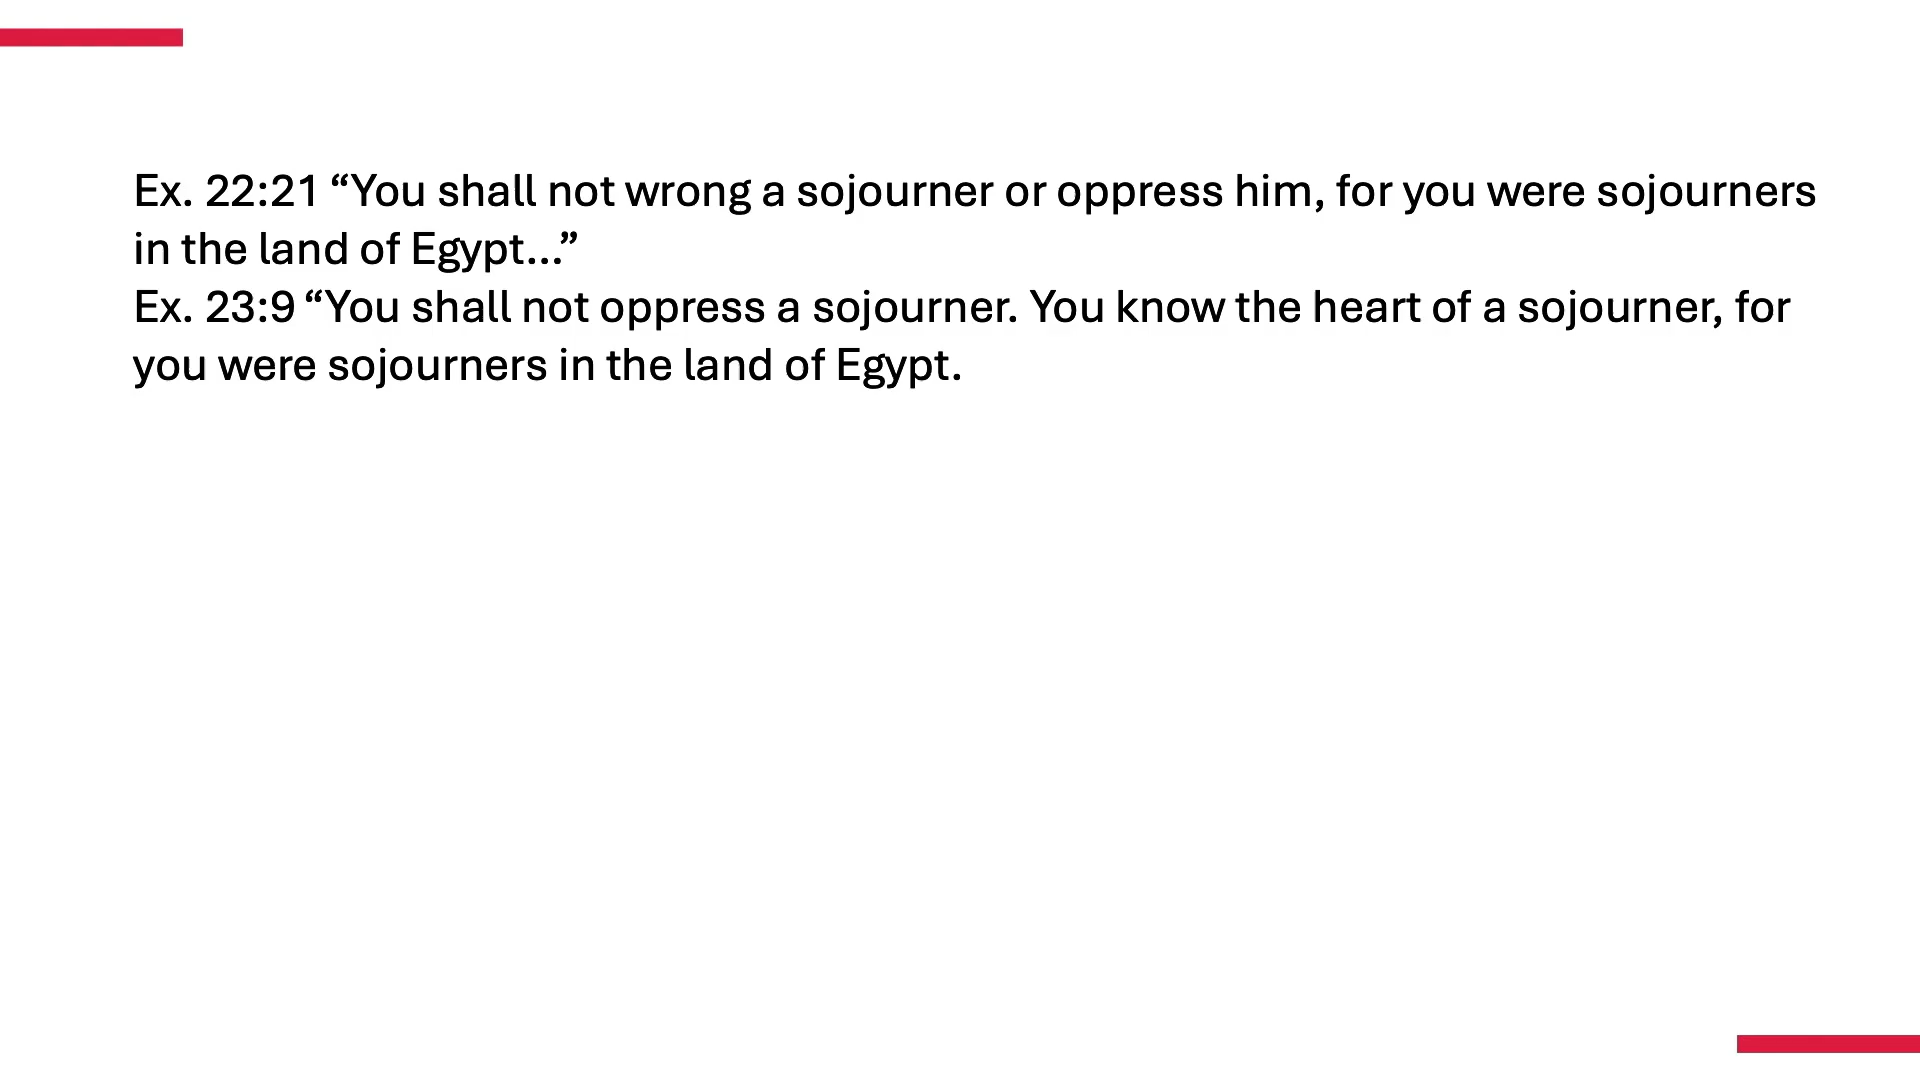 Ex. 22:21 “You shall not wrong a sojourner or oppress him, for you were sojourners
in the land of Egypt…”
Ex. 23:9 “You shall not oppress a sojourner. You know the heart of a sojourner, for
you were sojourners in the land of Egypt.